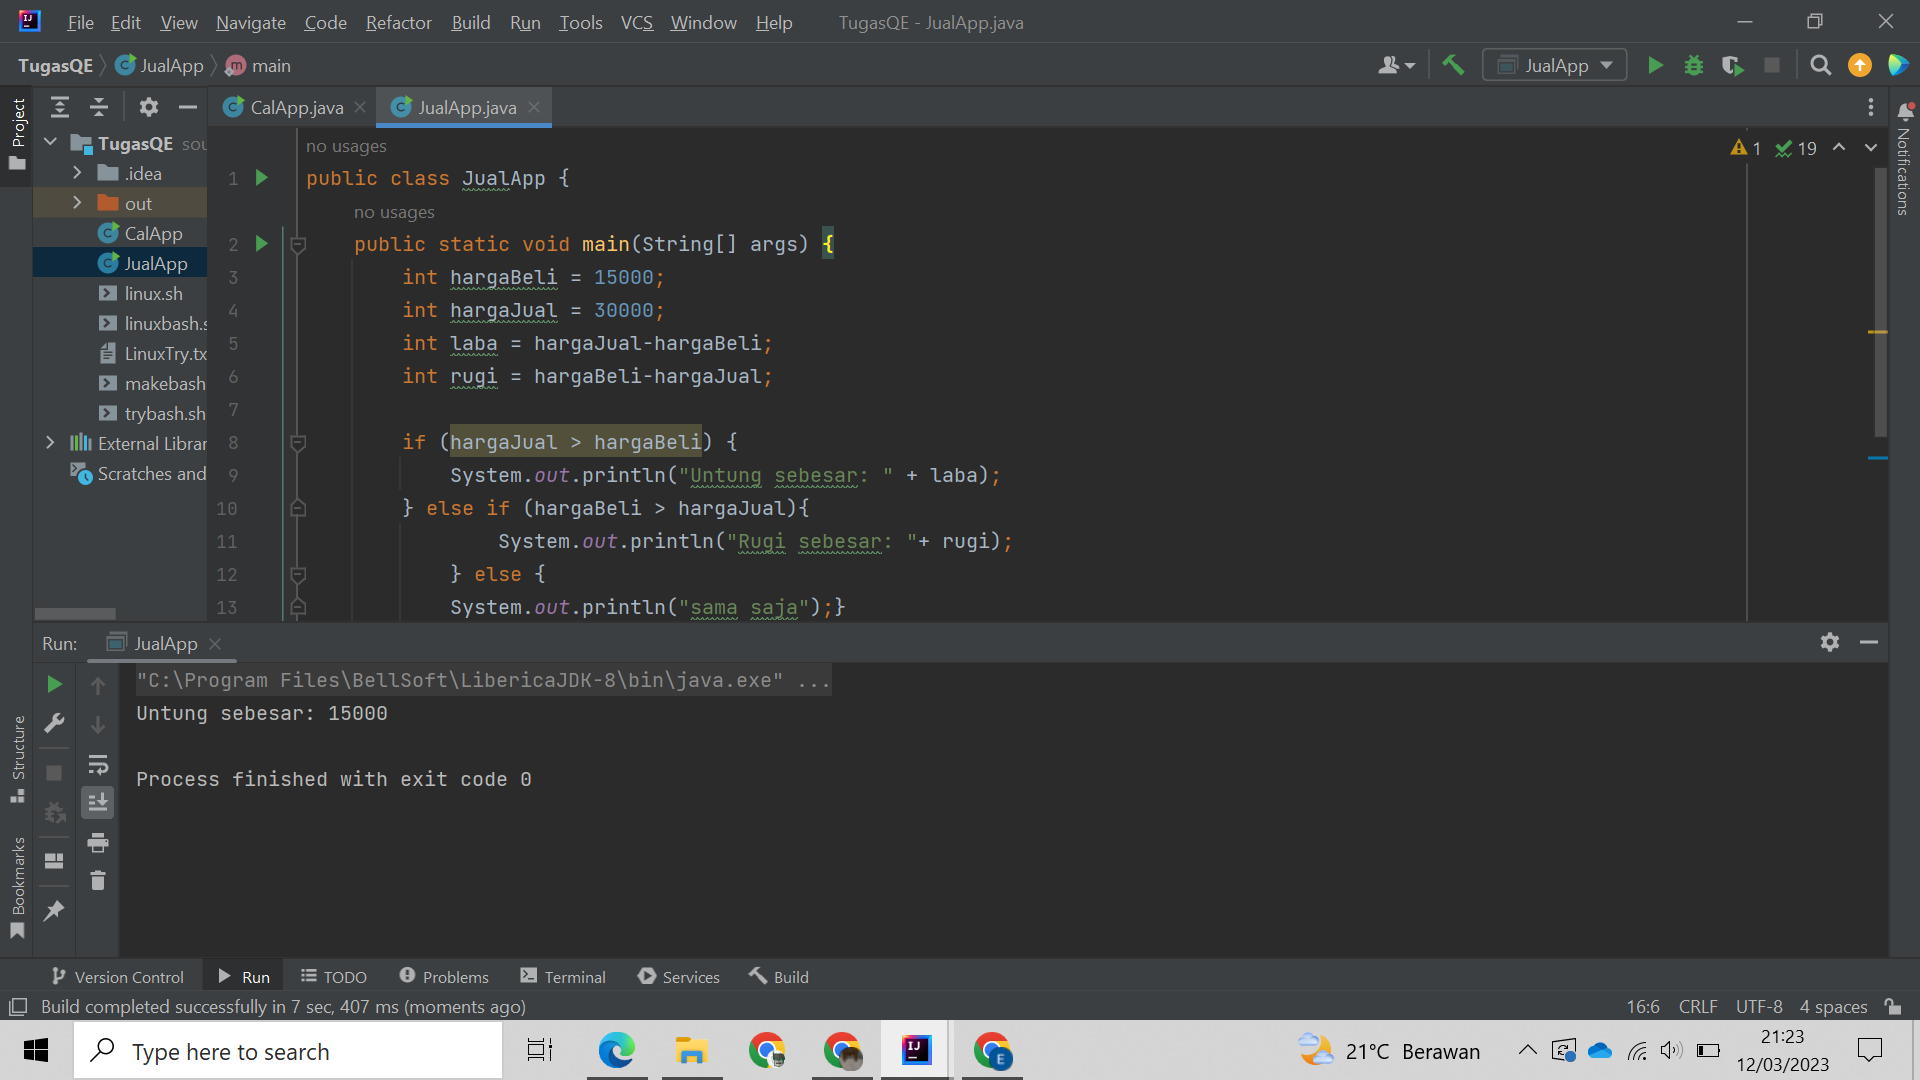 File Edit View Navigate Code Refactor Build Run Tools VCS Window Help TugasQE - JualApp.java
TugasQE JualApp main
JualApp
Project
CalApp.java JualApp.java
Notifications
TugasQE sou
.idea
out
CalApp
JualApp
linux.sh
linuxbash.s
LinuxTry.tx
makebash
trybash.sh
External Librar
Scratches and
1 19
no usages
1 public class JualApp {
no usages
2 public static void main(String[] args) {
3 int hargaBeli = 15000;
4 int hargaJual = 30000;
5 int laba = hargaJual-hargaBeli;
6 int rugi = hargaBeli-hargaJual;
7
8 if (hargaJual > hargaBeli) {
9 System.out.println("Untung sebesar: " + laba);
10 } else if (hargaBeli > hargaJual){
11 System.out.println("Rugi sebesar: "+ rugi);
12 } else {
13 System.out.println("sama saja");}
Run: JualApp
"C:\Program Files\BellSoft\LibericaJDK-8\bin\java.exe" ...
Untung sebesar: 15000
Process finished with exit code 0
Structure
Bookmarks
Version Control Run TODO Problems Terminal Services Build
Build completed successfully in 7 sec, 407 ms (moments ago) 16:6 CRLF UTF-8 4 spaces
Type here to search
IJ
E
21°C Berawan
21:23
12/03/2023